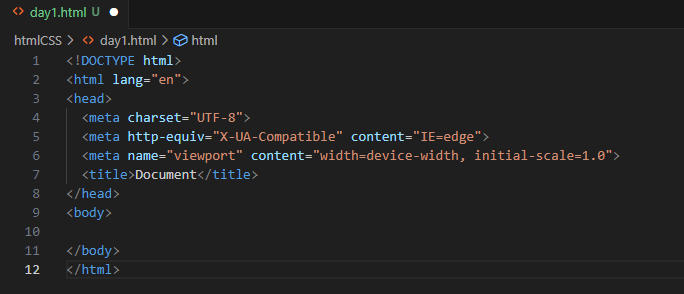 day1.html U
htmlCSS > day1.html > html
1 <!DOCTYPE html>
2 <html lang="en">
3 <head>
4   <meta charset="UTF-8">
5   <meta http-equiv="X-UA-Compatible" content="IE=edge">
6   <meta name="viewport" content="width=device-width, initial-scale=1.0">
7   <title>Document</title>
8 </head>
9 <body>
10
11 </body>
12 </html>